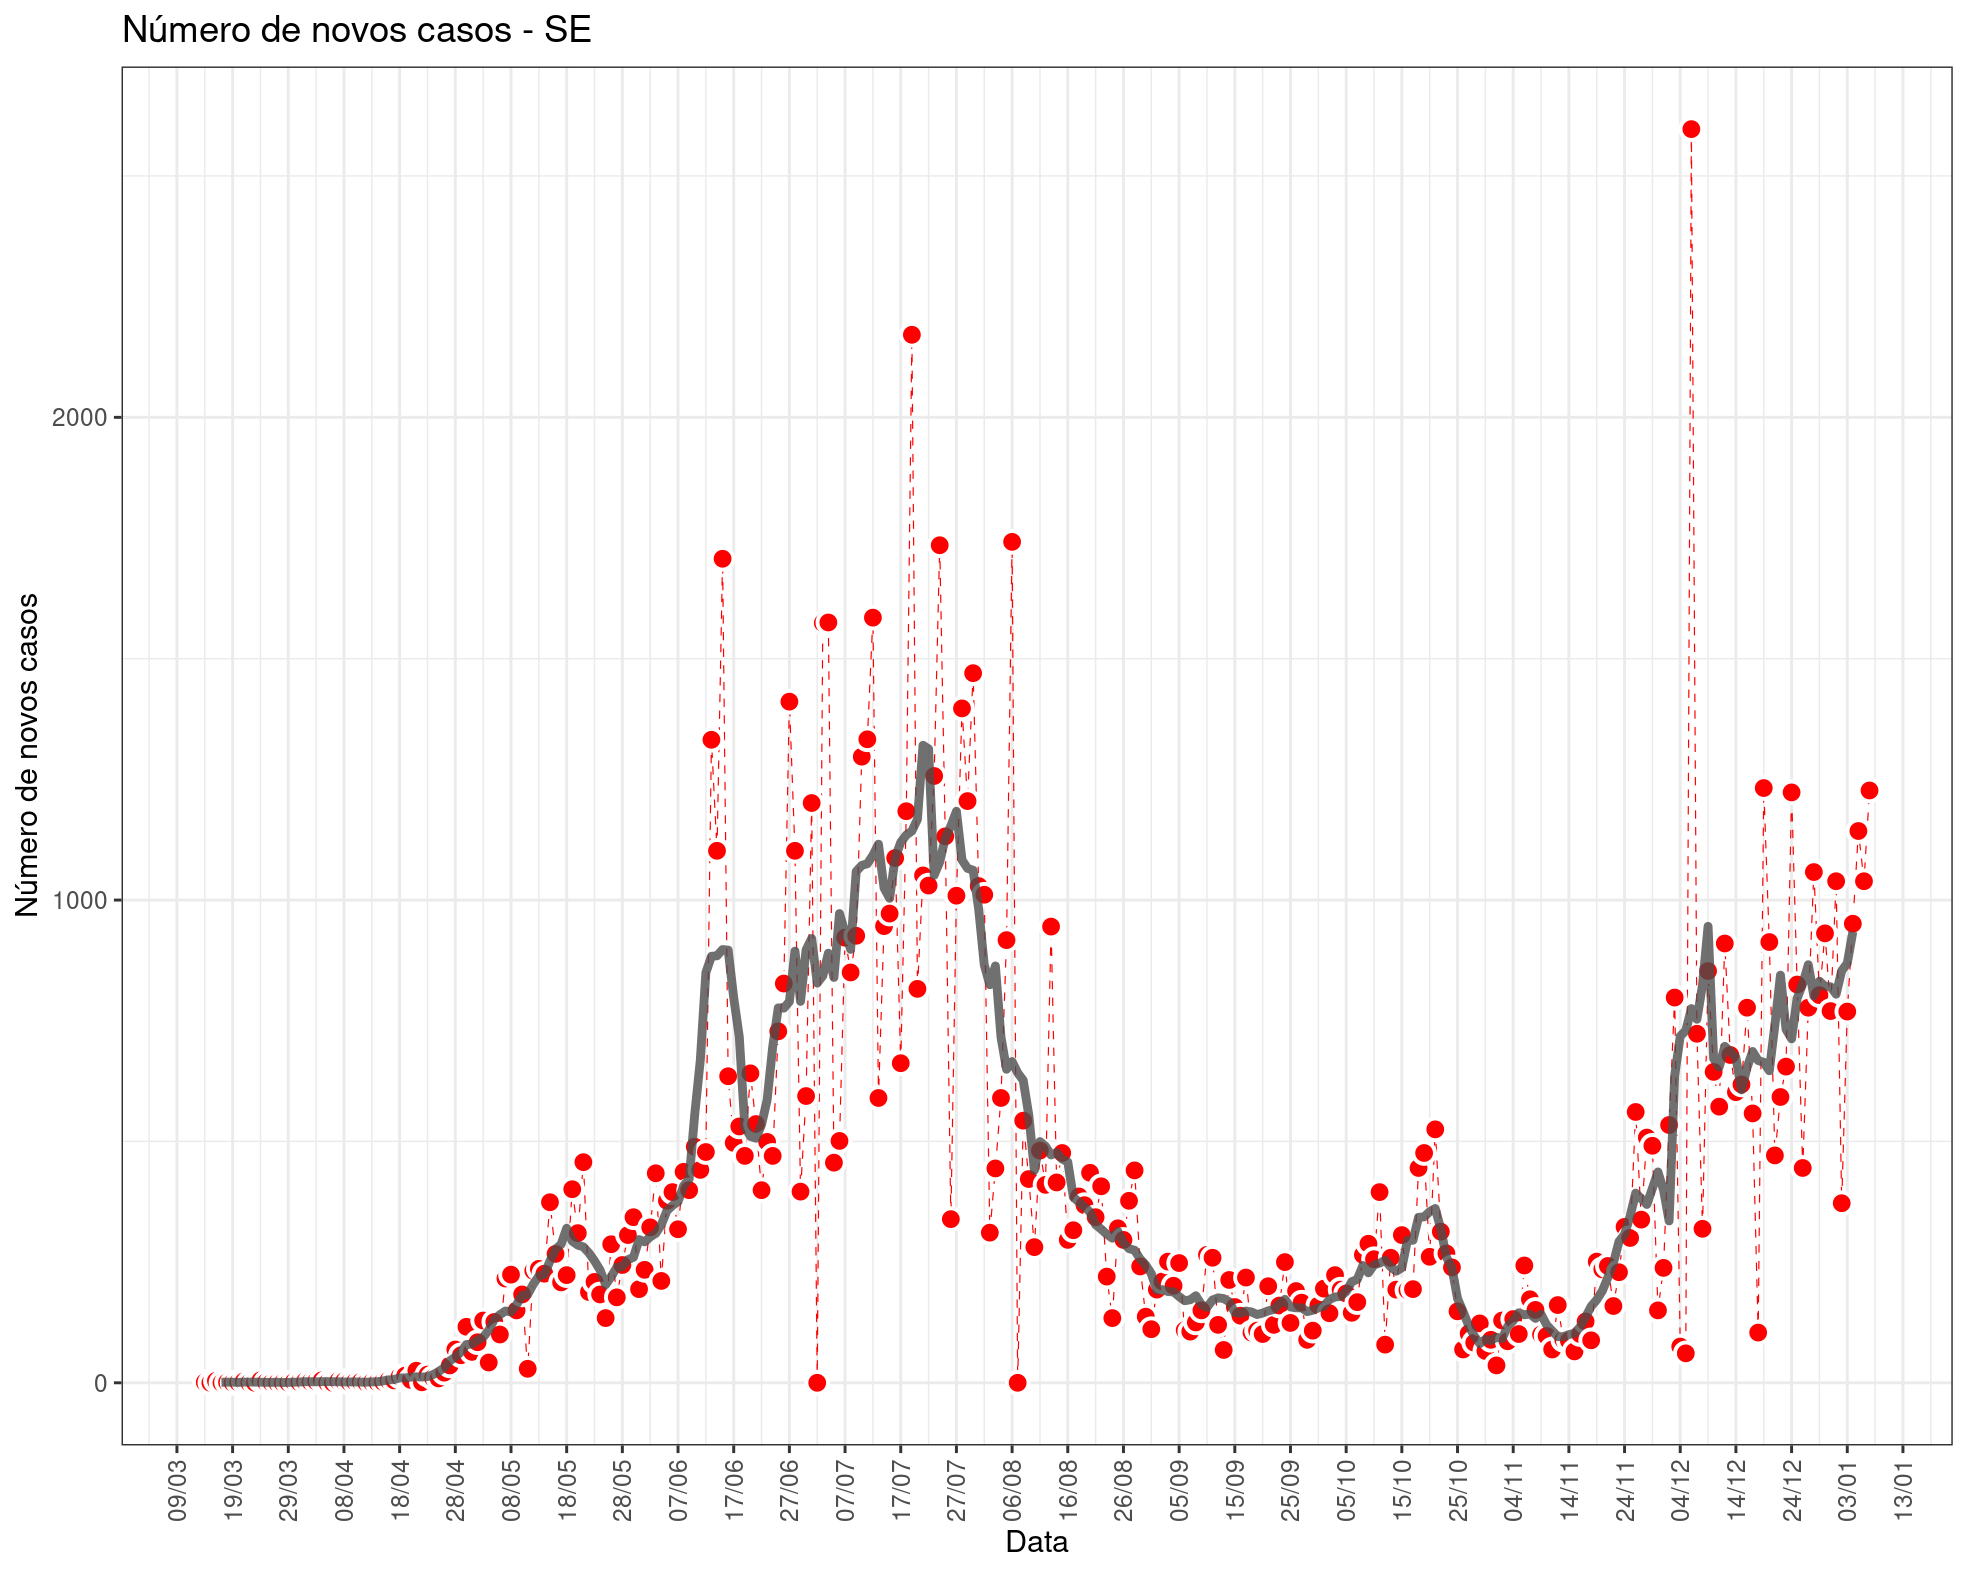 Número de novos casos - SE
Número de novos casos
2000
1000
0
09/03 19/03 29/03 08/04 18/04 28/04 08/05 18/05 28/05 07/06 17/06 27/06 07/07 17/07 27/07 06/08 16/08 26/08 05/09 15/09 25/09 05/10 15/10 25/10 04/11 14/11 24/11 04/12 14/12 24/12 03/01 13/01
Data